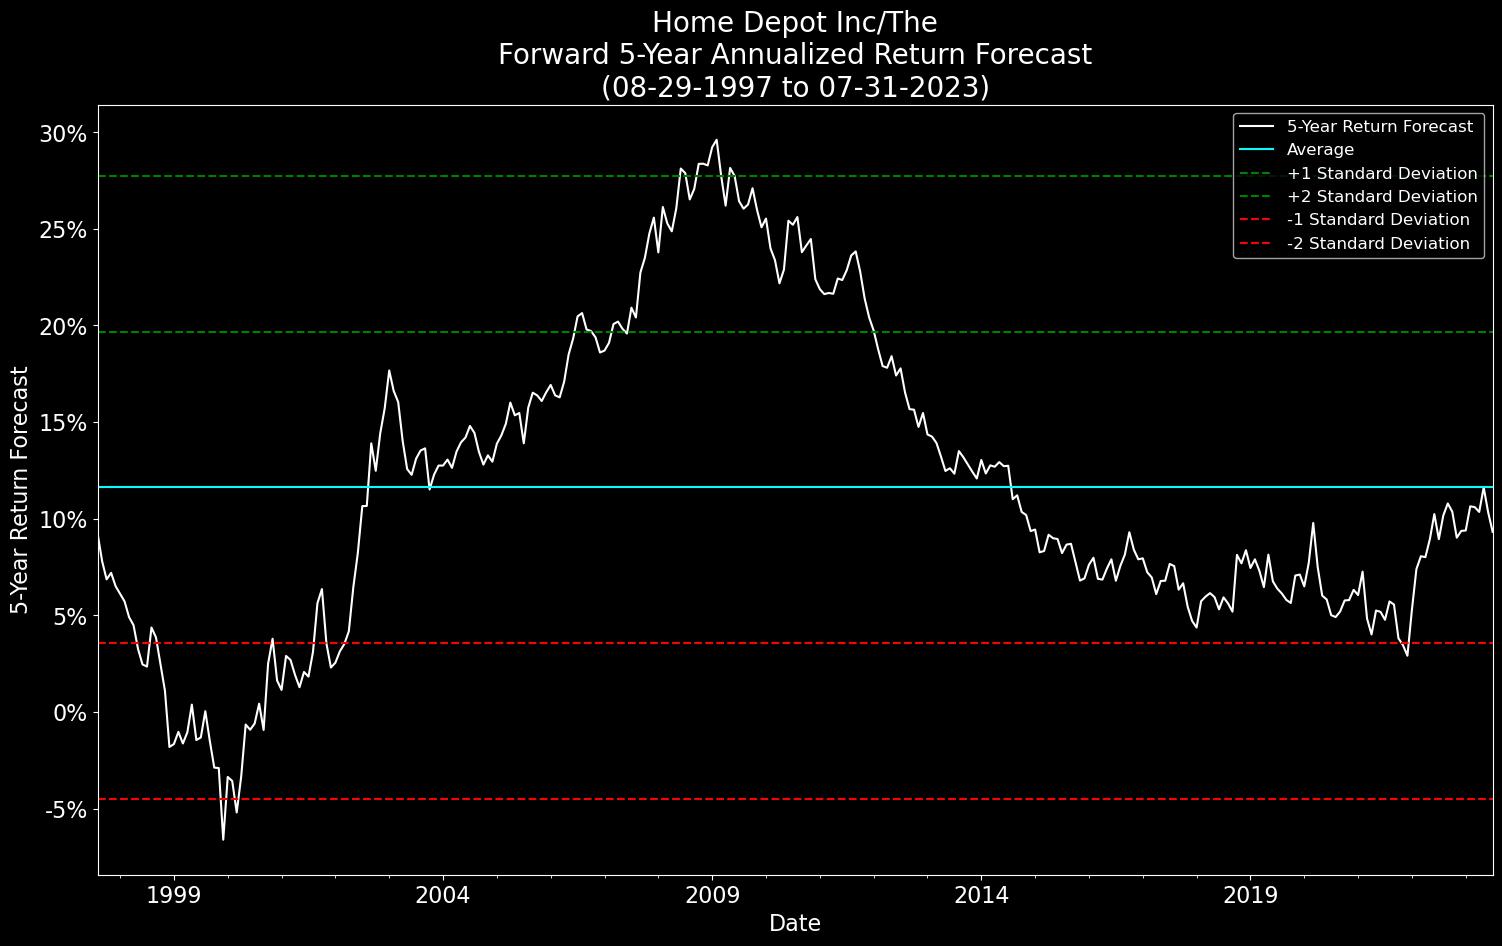 Home Depot Inc/The
Forward 5-Year Annualized Return Forecast
(08-29-1997 to 07-31-2023)
5-Year Return Forecast
Average
+1 Standard Deviation
+2 Standard Deviation
-1 Standard Deviation
-2 Standard Deviation
30%
25%
20%
15%
10%
5%
0%
-5%
5-Year Return Forecast
1999
2004
2009
2014
2019
Date